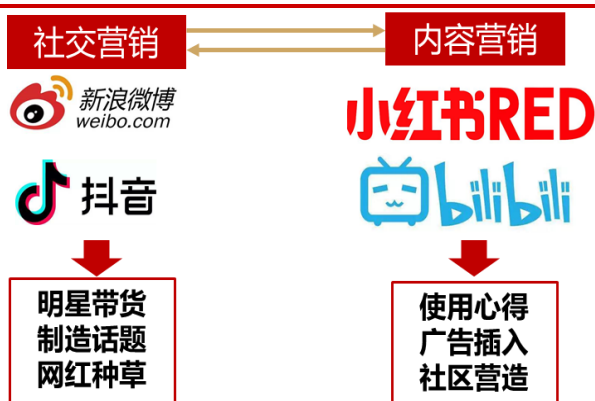 社交营销
内容营销
新浪微博
weibo.com
小红书RED
抖音
bilibili
明星带货
制造话题
网红种草
使用心得
广告插入
社区营造